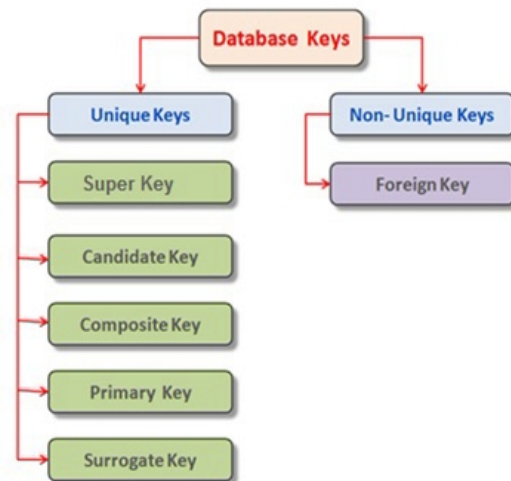 Database Keys
Unique Keys
Non- Unique Keys
Super Key
Foreign Key
Candidate Key
Composite Key
Primary Key
Surrogate Key